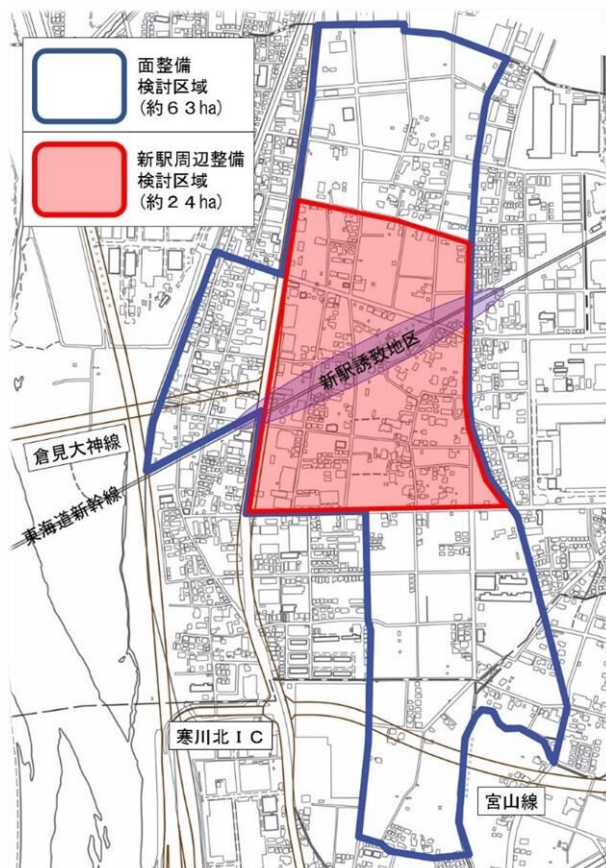 面整備
検討区域
(約６３㏊)
新駅周辺整備
検討区域
(約２４㏊)
新駅誘致地区
倉見大神線
東海道新幹線
寒川北ＩＣ
宮山線